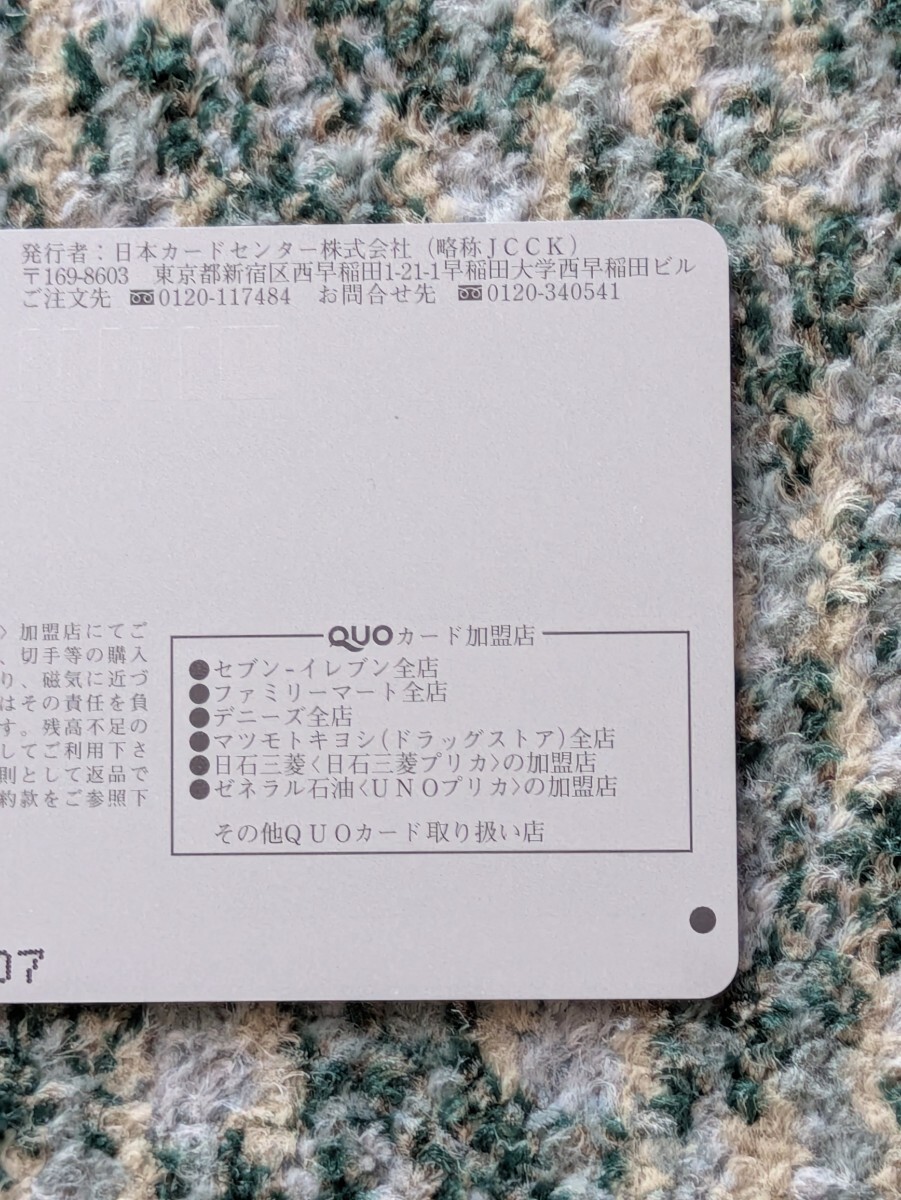 発行者：日本カードセンター株式会社（略称ＪＣＣＫ）
〒169-8603　東京都新宿区西早稲田1-21-1早稲田大学西早稲田ビル
ご注文先　0120-117484　お問合せ先　0120-340541
〉加盟店にてご
、切手等の購入
り、磁気に近づ
はその責任を負
す。残高不足の
してご利用下さ
則として返品で
約款をご参照下
QUOカード加盟店
●セブン-イレブン全店
●ファミリーマート全店
●デニーズ全店
●マツモトキヨシ(ドラッグストア)全店
●日石三菱〈日石三菱プリカ〉の加盟店
●ゼネラル石油〈ＵＮＯプリカ〉の加盟店
その他ＱＵＯカード取り扱い店
07